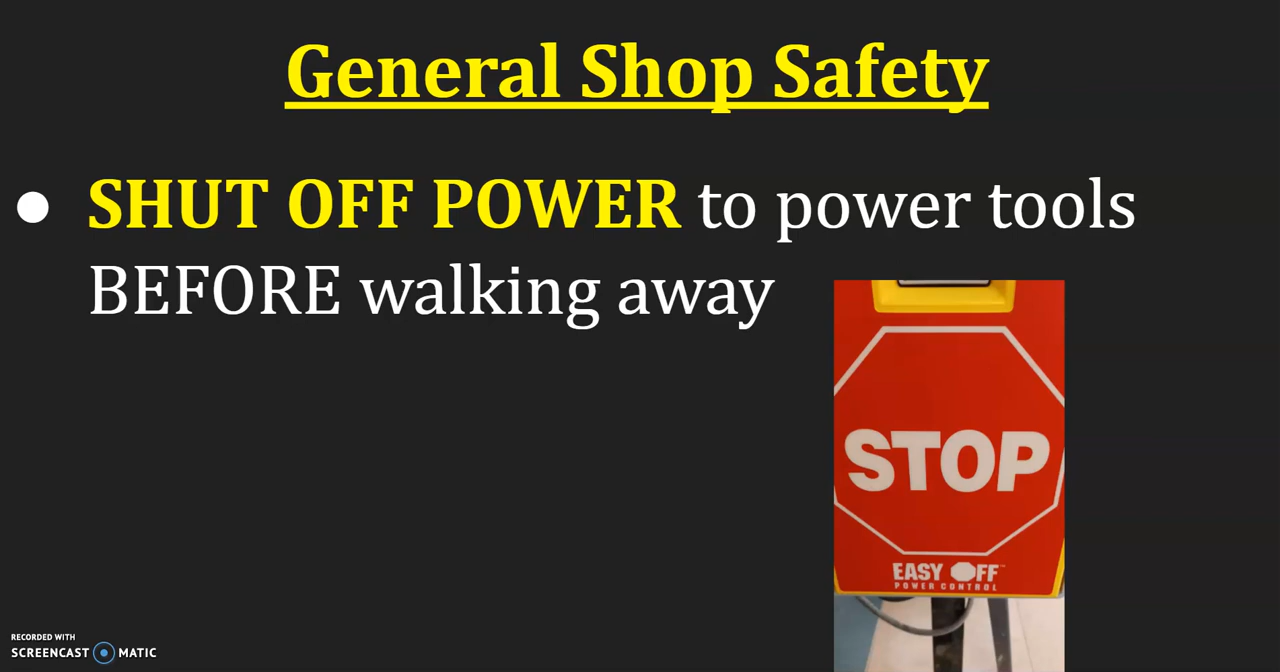 General Shop Safety
● SHUT OFF POWER to power tools
BEFORE walking away
STOP
EASY OFF™
POWER CONTROL
RECORDED WITH
SCREENCAST MATIC